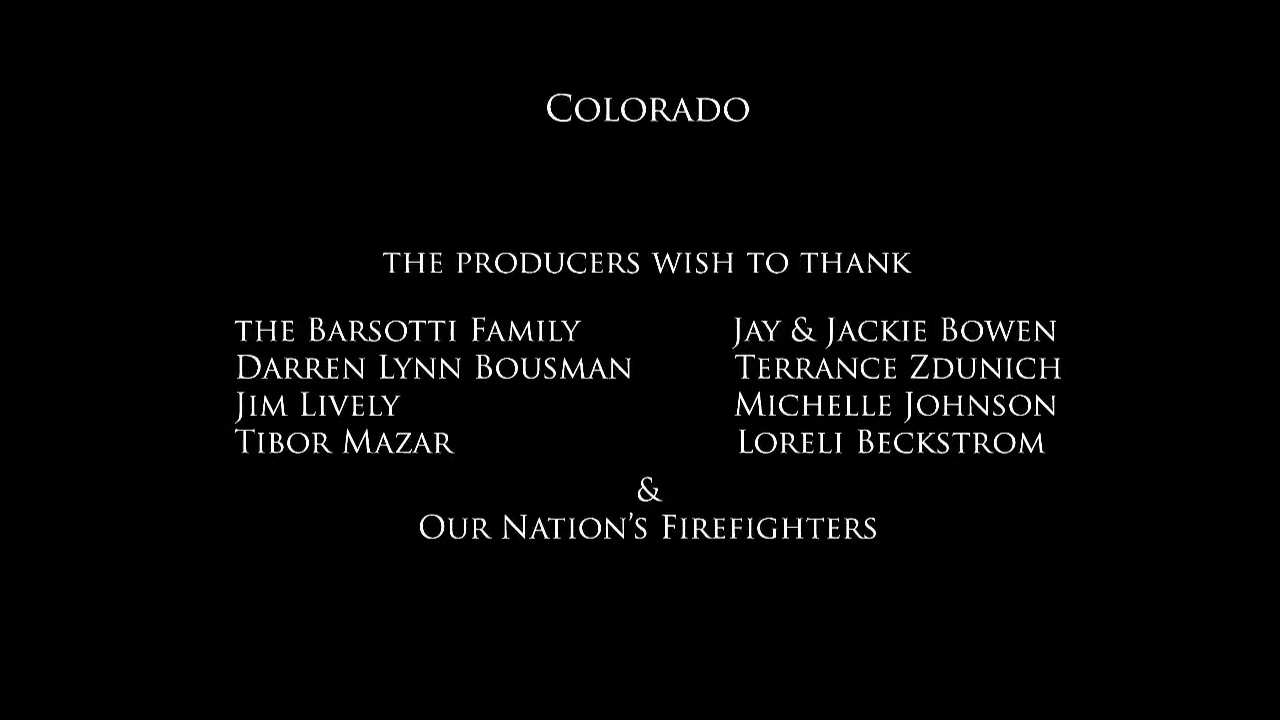 Colorado
the producers wish to thank
the Barsotti Family
Jay & Jackie Bowen
Darren Lynn Bousman
Terrance Zdunich
Jim Lively
Michelle Johnson
Tibor Mazar
Loreli Beckstrom
&
Our Nation's Firefighters